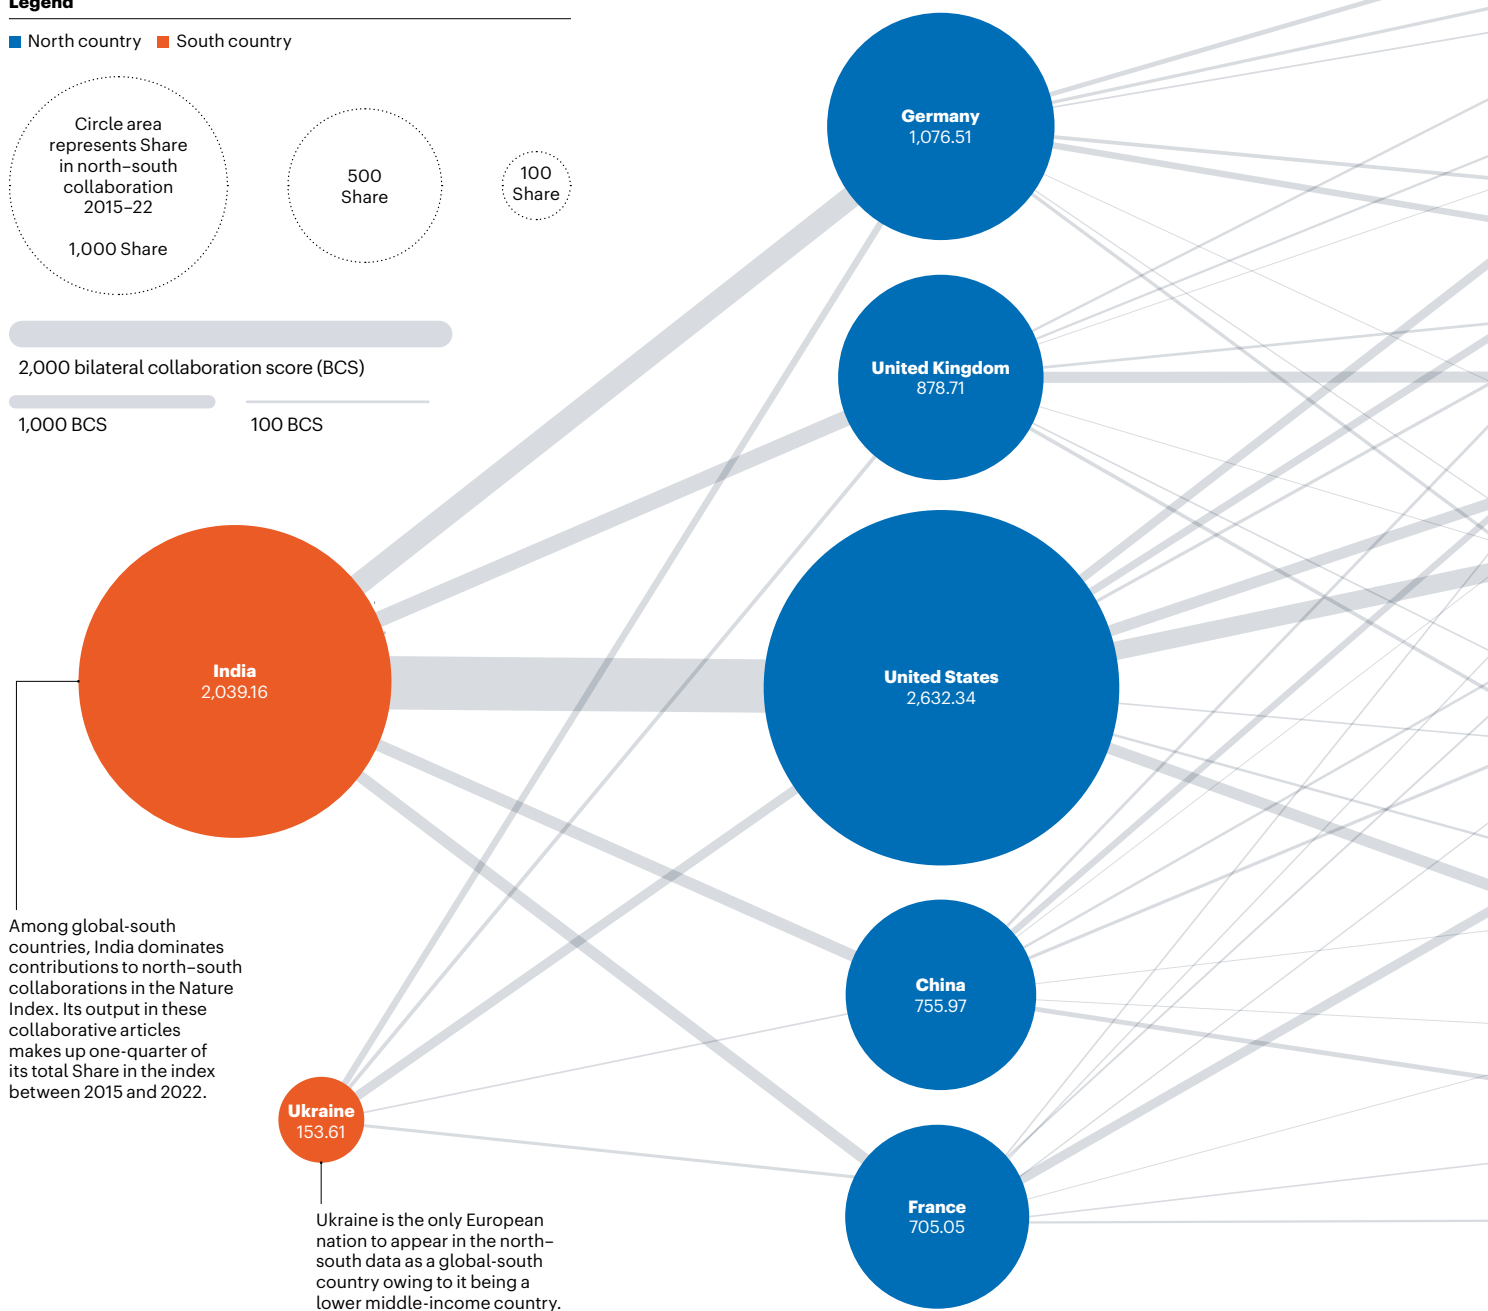 Legend
North country
South country
Circle area
represents Share
in north–south
collaboration
2015–22
1,000 Share
500
Share
100
Share
2,000 bilateral collaboration score (BCS)
1,000 BCS
100 BCS
Germany
1,076.51
United Kingdom
878.71
India
2,039.16
United States
2,632.34
Among global-south
countries, India dominates
contributions to north–south
collaborations in the Nature
Index. Its output in these
collaborative articles
makes up one-quarter of
its total Share in the index
between 2015 and 2022.
China
755.97
Ukraine
153.61
France
705.05
Ukraine is the only European
nation to appear in the north–
south data as a global-south
country owing to it being a
lower middle-income country.